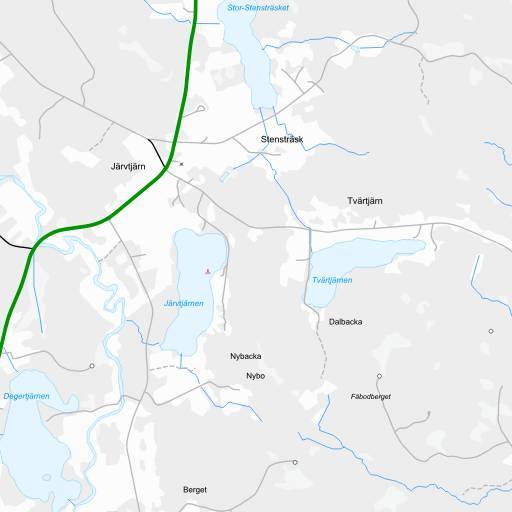 Stor-Stensträsket
Stensträsk
Järvtjärn
Tvärtjärn
Tvärtjärnen
Järvtjärnen
Dalbacka
Nybacka
Nybo
Degertjärnen
Fäbodberget
Berget